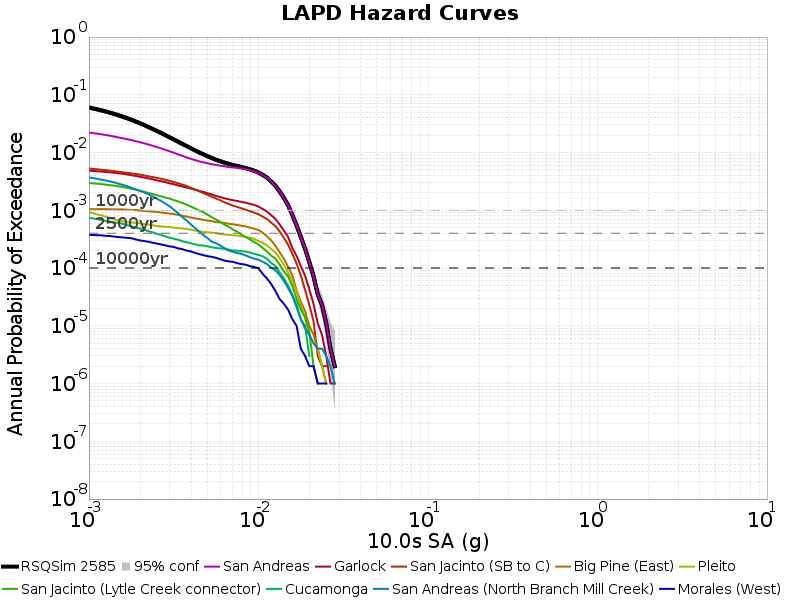 LAPD Hazard Curves
Annual Probability of Exceedance
10^0
10^-1
10^-2
10^-3
10^-4
10^-5
10^-6
10^-7
10^-8
1000yr
2500yr
10000yr
10^-3 10^-2 10^-1 10^0 10^1
10.0s SA (g)
RSQSim 2585 95% conf San Andreas Garlock San Jacinto (SB to C) Big Pine (East) Pleito
San Jacinto (Lytle Creek connector) Cucamonga San Andreas (North Branch Mill Creek) Morales (West)